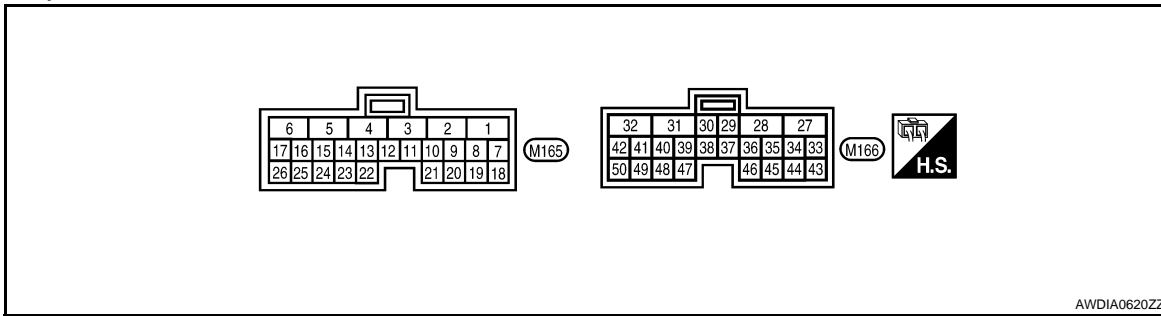 6 5 4 3 2 1
17 16 15 14 13 12 11 10 9 8 7
26 25 24 23 22 21 20 19 18
M165
32 31 30 29 28 27
42 41 40 39 38 37 36 35 34 33
50 49 48 47 46 45 44 43
M166
H.S.
AWDIA0620ZZ